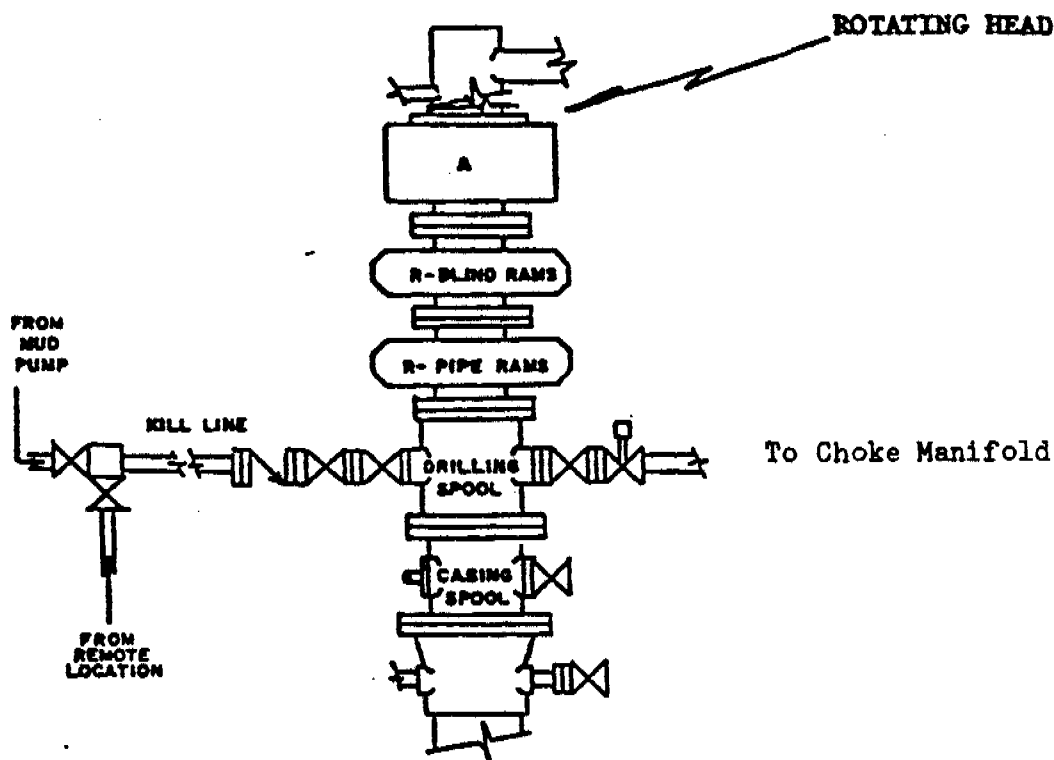 ROTATING HEAD
A
R-BLIND RAMS
R- PIPE RAMS
FROM
MUD
PUMP
KILL LINE
DRILLING
SPOOL
To Choke Manifold
CASING
SPOOL
FROM
REMOTE
LOCATION